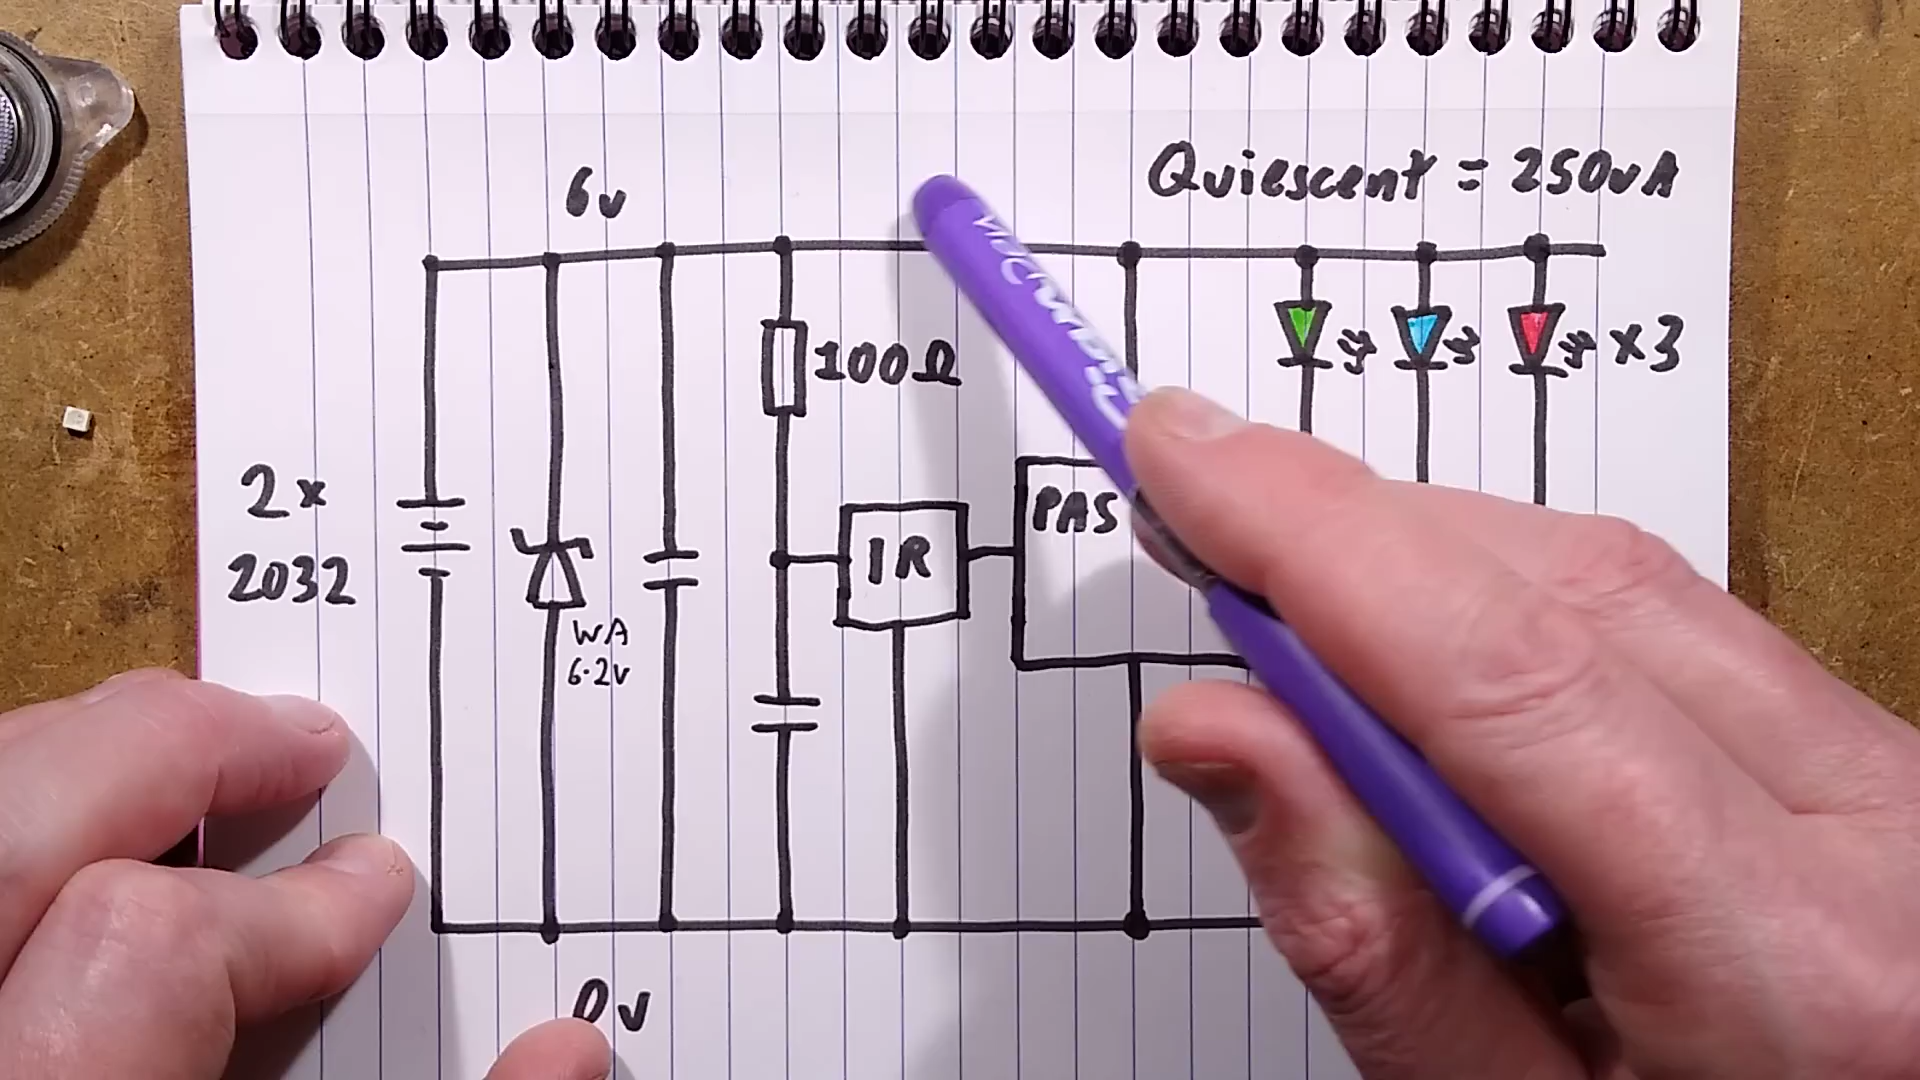 Quiescent = 250uA
6v
100Ω
x3
2x
2032
PAS
IR
WA
6.2v
0v